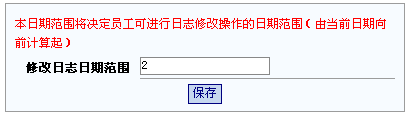 本日期范围将决定员工可进行日志修改操作的日期范围（由当前日期向
前计算起）
修改日志日期范围 2
保存